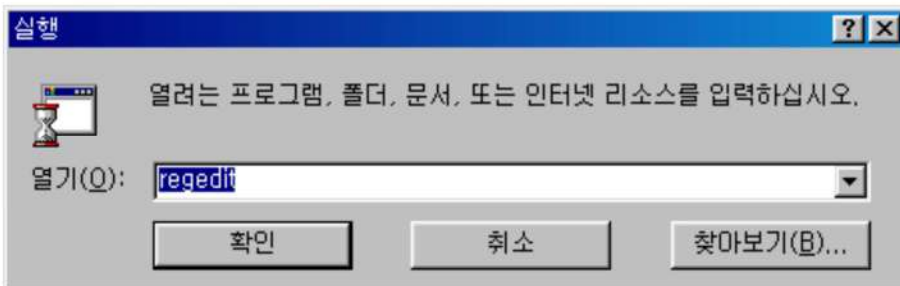 실행
열려는 프로그램, 폴더, 문서, 또는 인터넷 리소스를 입력하십시오.
열기(O): regedit
확인 취소 찾아보기(B)...